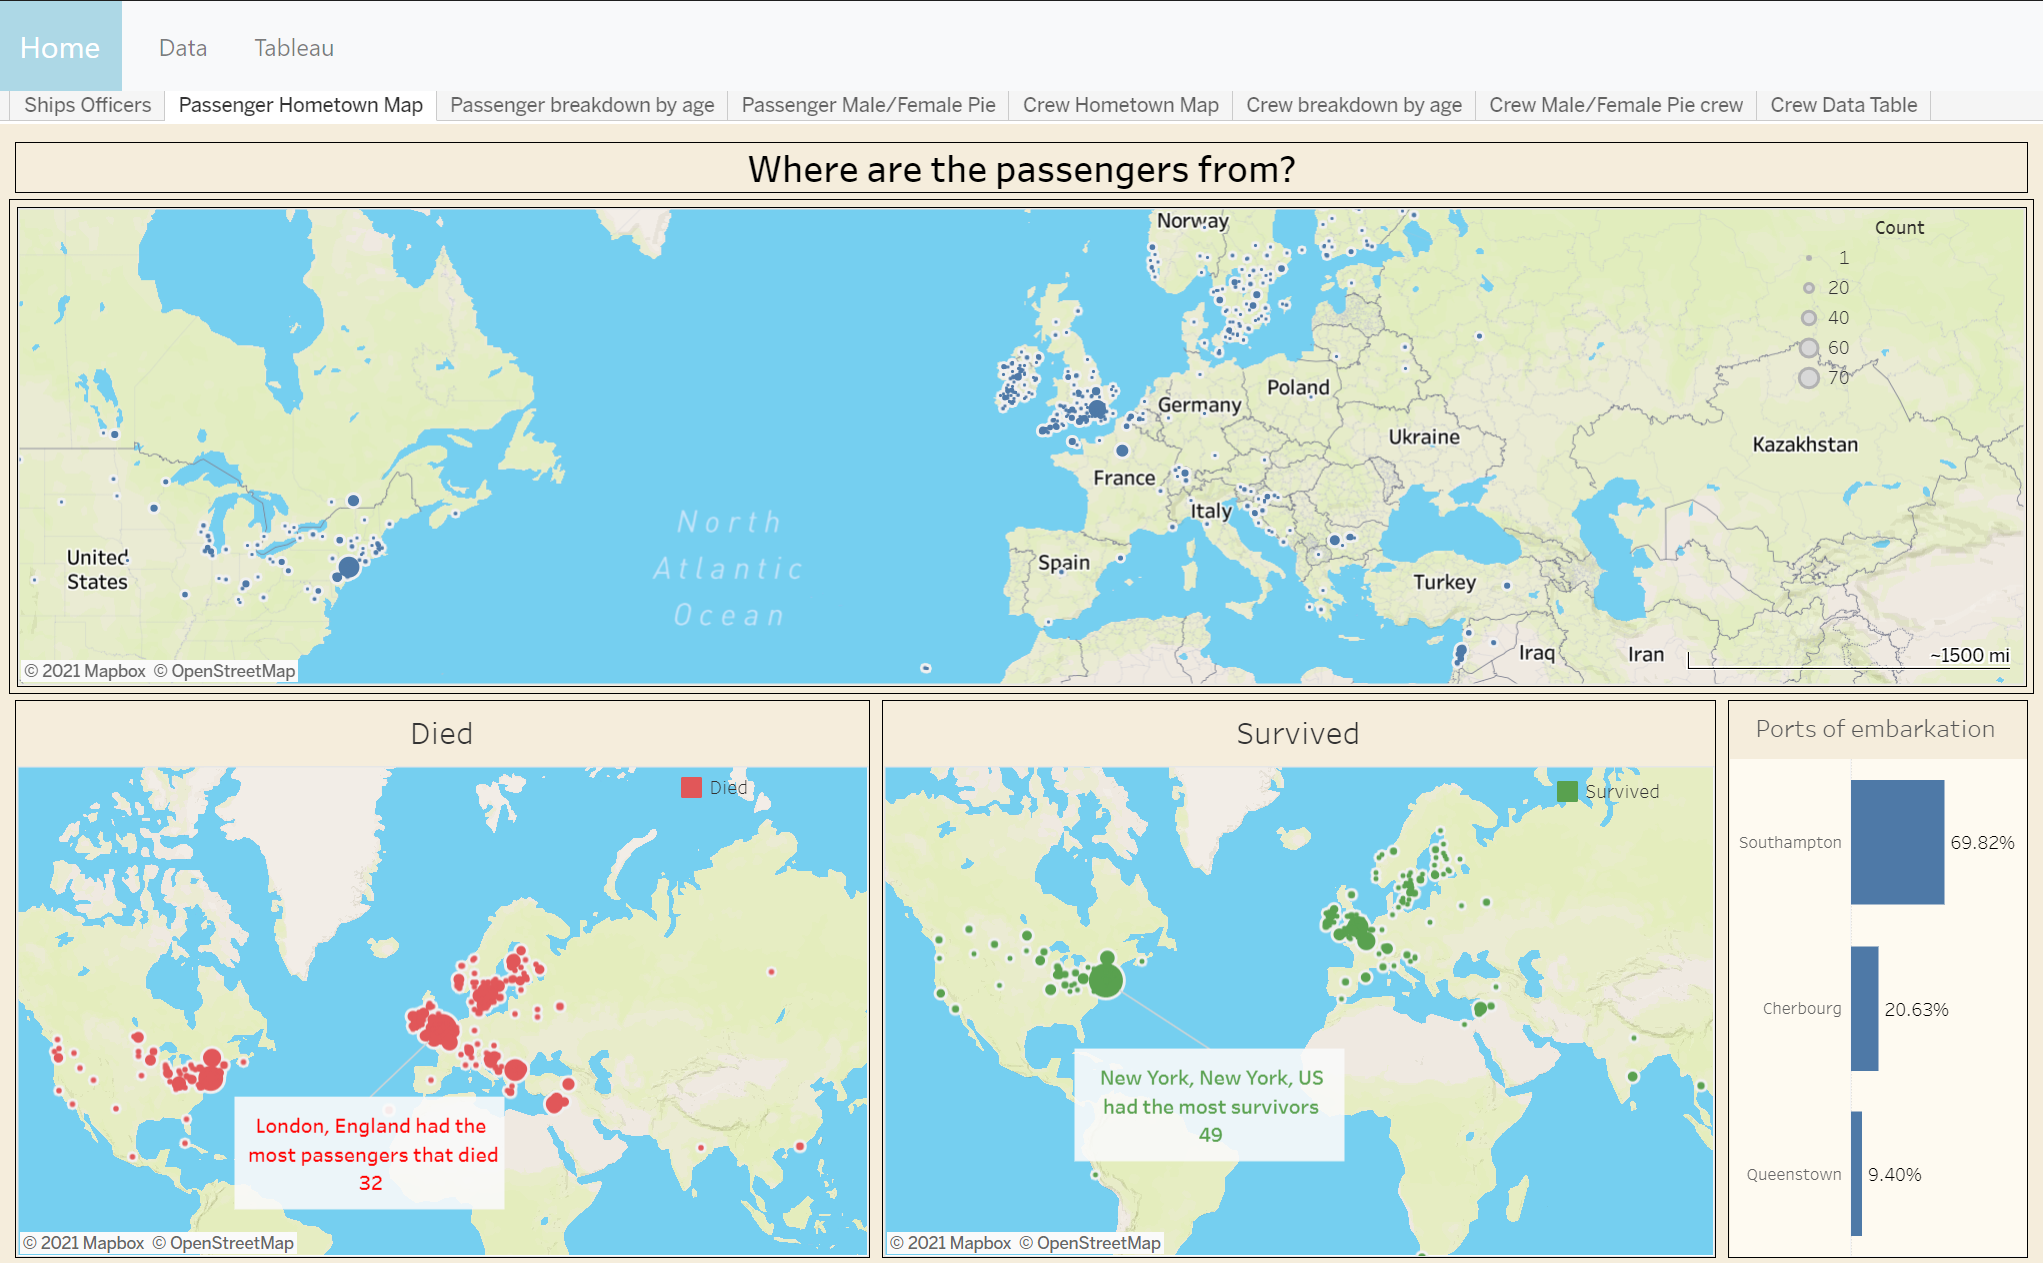 Home
Data
Tableau
Ships Officers
Passenger Hometown Map
Passenger breakdown by age
Passenger Male/Female Pie
Crew Hometown Map
Crew breakdown by age
Crew Male/Female Pie crew
Crew Data Table
Where are the passengers from?
Norway
Poland
Germany
Ukraine
Kazakhstan
France
Italy
Spain
Turkey
Iraq
Iran
United
States
North
Atlantic
Ocean
Count
1
20
40
60
70
~1500 mi
© 2021 Mapbox © OpenStreetMap
Died
Died
London, England had the
most passengers that died
32
© 2021 Mapbox © OpenStreetMap
Survived
Survived
New York, New York, US
had the most survivors
49
© 2021 Mapbox © OpenStreetMap
Ports of embarkation
Southampton
69.82%
Cherbourg
20.63%
Queenstown
9.40%